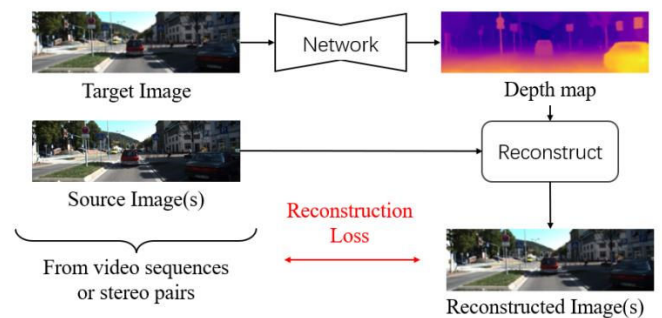 Network
Target Image
Depth map
Reconstruct
Source Image(s)
Reconstruction
Loss
From video sequences
or stereo pairs
Reconstructed Image(s)